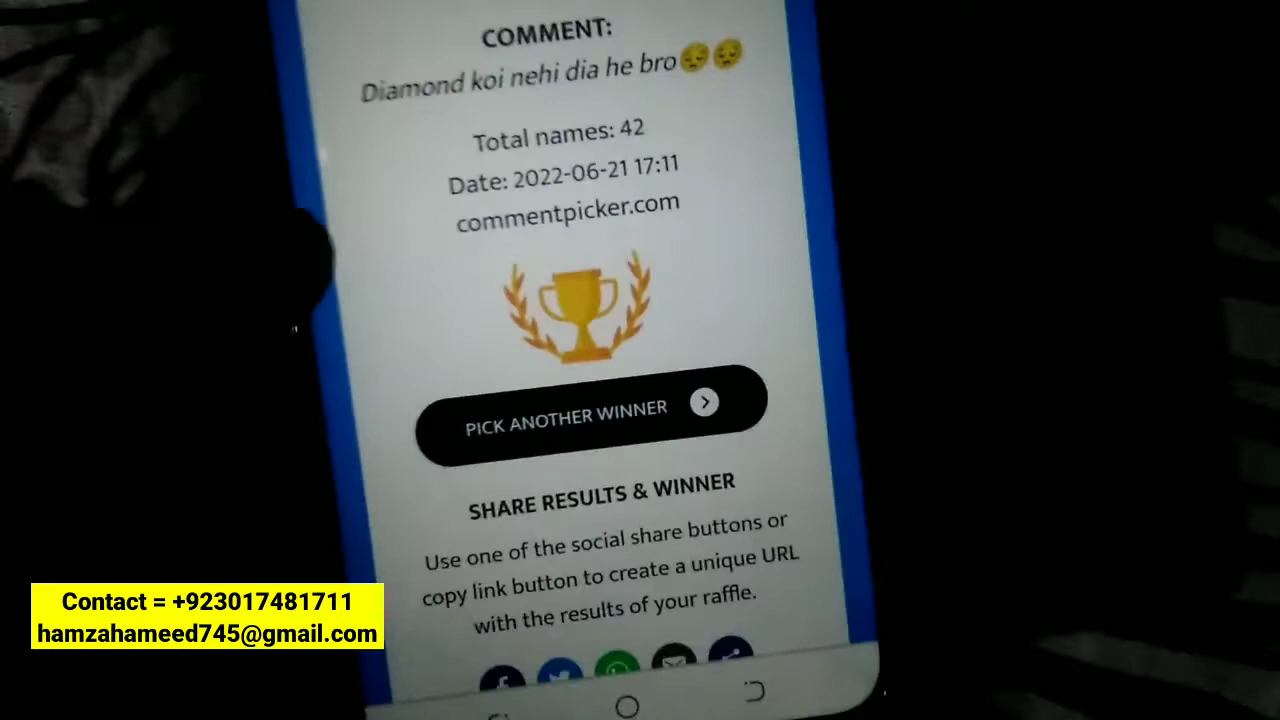 COMMENT:
Diamond koi nehi dia he bro😔😔
Total names: 42
Date: 2022-06-21 17:11
commentpicker.com
PICK ANOTHER WINNER
SHARE RESULTS & WINNER
Use one of the social share buttons or
copy link button to create a unique URL
with the results of your raffle.
Contact = +923017481711
hamzahameed745@gmail.com